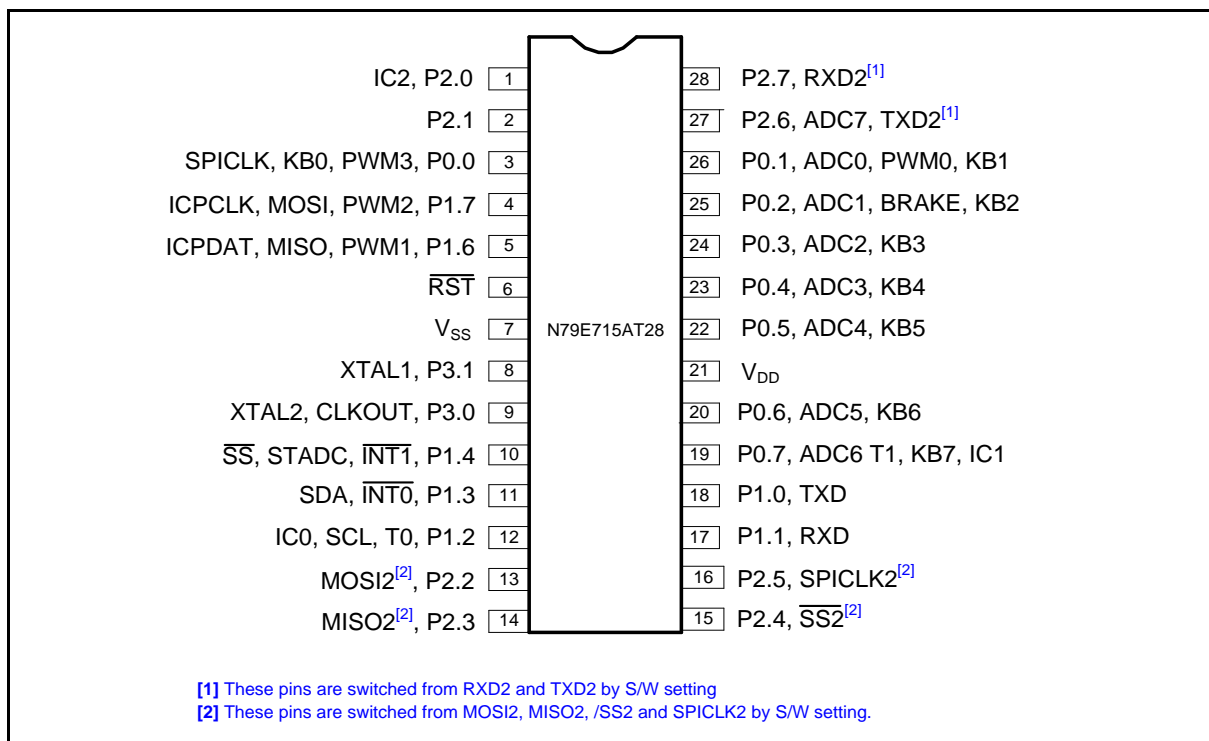 IC2, P2.0 1 28 P2.7, RXD2[1]
P2.1 2 27 P2.6, ADC7, TXD2[1]
SPICLK, KB0, PWM3, P0.0 3 26 P0.1, ADC0, PWM0, KB1
ICPCLK, MOSI, PWM2, P1.7 4 25 P0.2, ADC1, BRAKE, KB2
ICPDAT, MISO, PWM1, P1.6 5 24 P0.3, ADC2, KB3
R̅S̅T̅ 6 23 P0.4, ADC3, KB4
VSS 7 N79E715AT28 22 P0.5, ADC4, KB5
XTAL1, P3.1 8 21 VDD
XTAL2, CLKOUT, P3.0 9 20 P0.6, ADC5, KB6
S̅S̅, STADC, I̅N̅T̅1̅, P1.4 10 19 P0.7, ADC6 T1, KB7, IC1
SDA, I̅N̅T̅0̅, P1.3 11 18 P1.0, TXD
IC0, SCL, T0, P1.2 12 17 P1.1, RXD
MOSI2[2], P2.2 13 16 P2.5, SPICLK2[2]
MISO2[2], P2.3 14 15 P2.4, S̅S̅2̅[2]
[1] These pins are switched from RXD2 and TXD2 by S/W setting
[2] These pins are switched from MOSI2, MISO2, /SS2 and SPICLK2 by S/W setting.